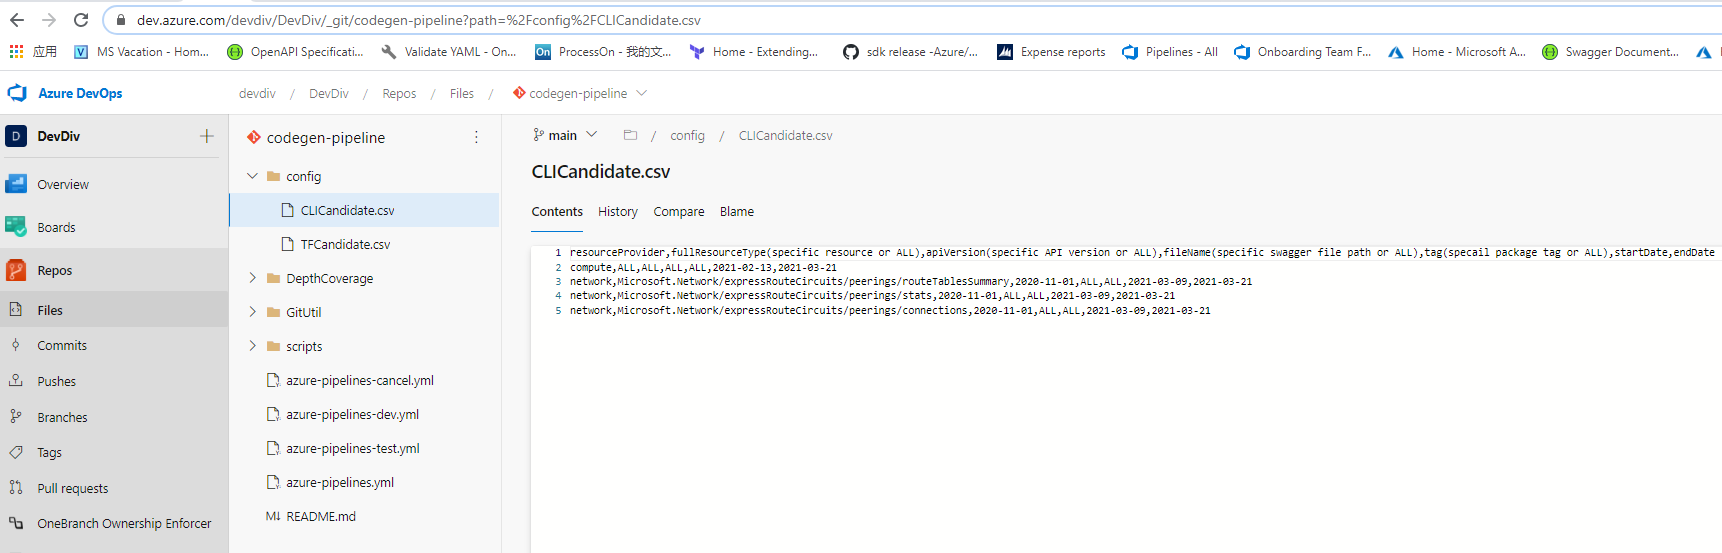 dev.azure.com/devdiv/DevDiv/_git/codegen-pipeline?path=%2Fconfig%2FCLICandidate.csv
应用 MS Vacation - Hom... OpenAPI Specificati... Validate YAML - On... On ProcessOn - 我的文... Home - Extending... sdk release -Azure/... Expense reports Pipelines - All Onboarding Team F... Home - Microsoft A... Swagger Document...
Azure DevOps devdiv / DevDiv / Repos / Files / codegen-pipeline
D DevDiv
Overview
Boards
Repos
Files
Commits
Pushes
Branches
Tags
Pull requests
OneBranch Ownership Enforcer
codegen-pipeline
config
CLICandidate.csv
TFCandidate.csv
DepthCoverage
GitUtil
scripts
azure-pipelines-cancel.yml
azure-pipelines-dev.yml
azure-pipelines-test.yml
azure-pipelines.yml
README.md
main / config / CLICandidate.csv
CLICandidate.csv
Contents History Compare Blame
1 resourceProvider,fullResourceType(specific resource or ALL),apiVersion(specific API version or ALL),fileName(specific swagger file path or ALL),tag(specail package tag or ALL),startDate,endDate
2 compute,ALL,ALL,ALL,ALL,2021-02-13,2021-03-21
3 network,Microsoft.Network/expressRouteCircuits/peerings/routeTablesSummary,2020-11-01,ALL,ALL,2021-03-09,2021-03-21
4 network,Microsoft.Network/expressRouteCircuits/peerings/stats,2020-11-01,ALL,ALL,2021-03-09,2021-03-21
5 network,Microsoft.Network/expressRouteCircuits/peerings/connections,2020-11-01,ALL,ALL,2021-03-09,2021-03-21